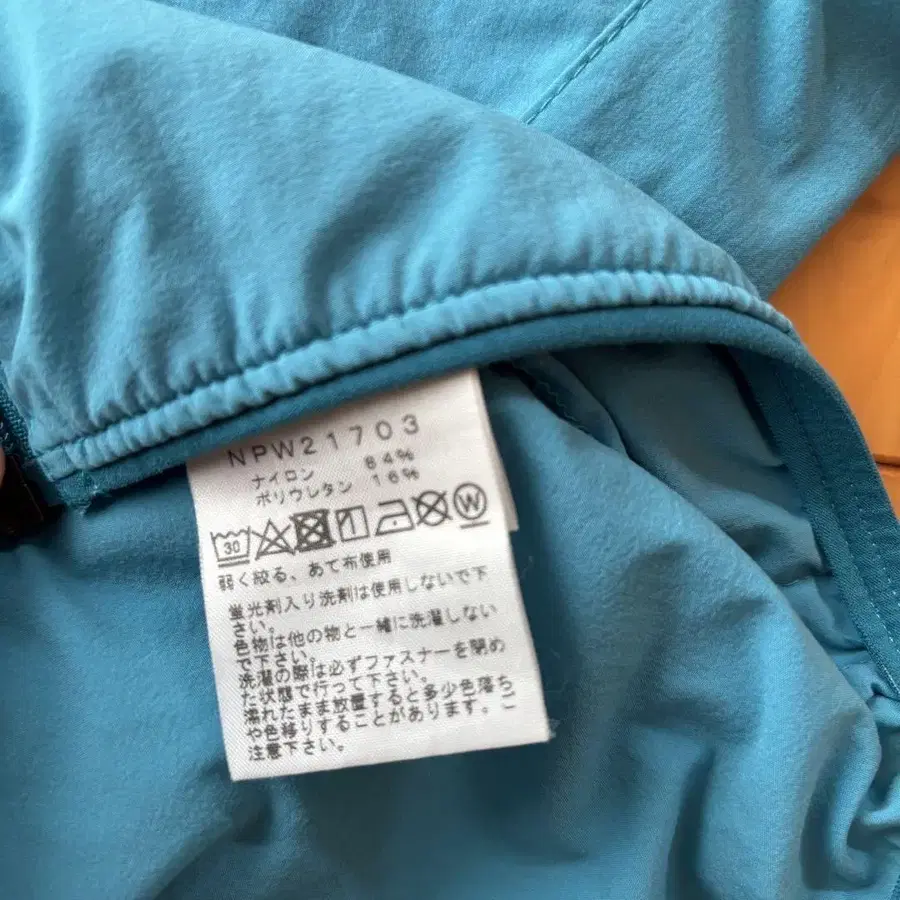 NPW21703
ナイロン 84%
ポリウレタン 16%
30 W
弱く絞る、あて布使用
蛍光剤入り洗剤は使用しないで下
さい。
色物は他の物と一緒に洗濯しない
で下さい。
洗濯の際は必ずファスナーを閉め
た状態で行って下さい。
濡れたまま放置すると多少色落ち
や色移りすることがあります。ご
注意下さい。